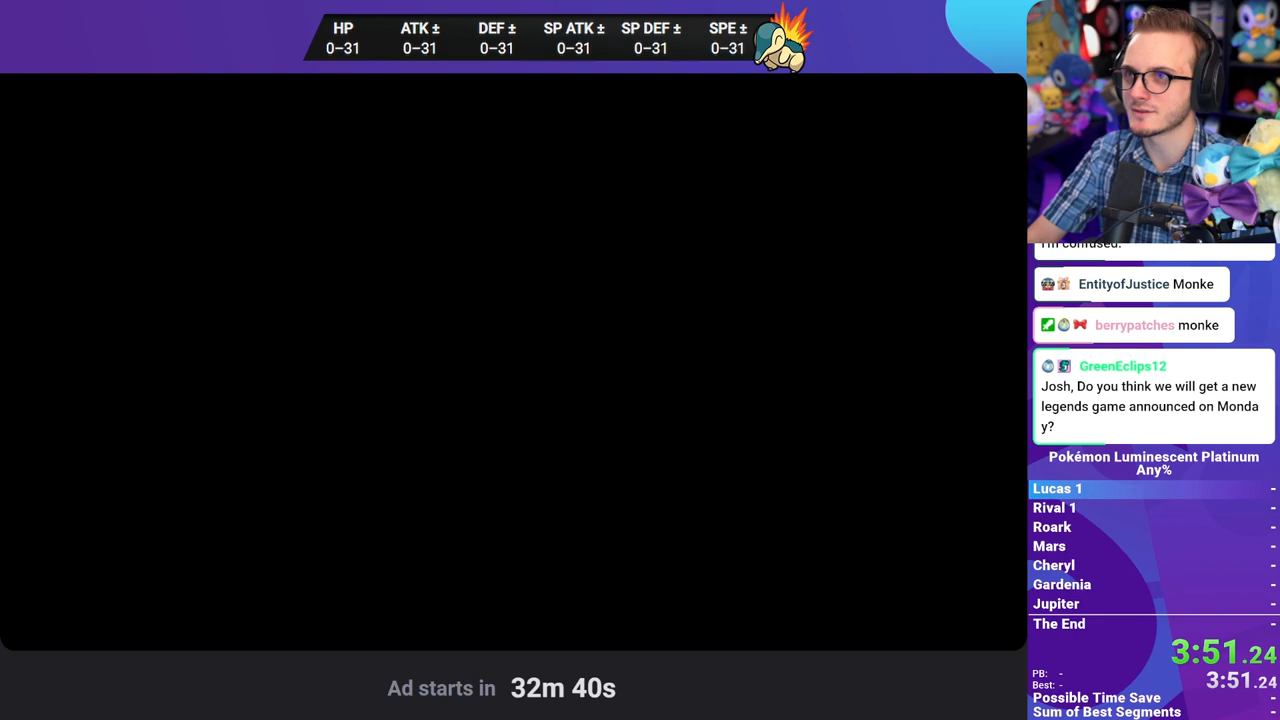 HP ATK ± DEF ± SP ATK ± SP DEF ± SPE ±
0–31 0–31 0–31 0–31 0–31 0–31
I'm confused.
EntityofJustice Monke
berrypatches monke
GreenEclips12
Josh, Do you think we will get a new
legends game announced on Monda
y?
Pokémon Luminescent Platinum
Any%
Lucas 1 -
Rival 1 -
Roark -
Mars -
Cheryl -
Gardenia -
Jupiter -
The End -
3:51.24
PB: -
Best: - 3:51.24
Possible Time Save -
Sum of Best Segments -
Ad starts in 32m 40s